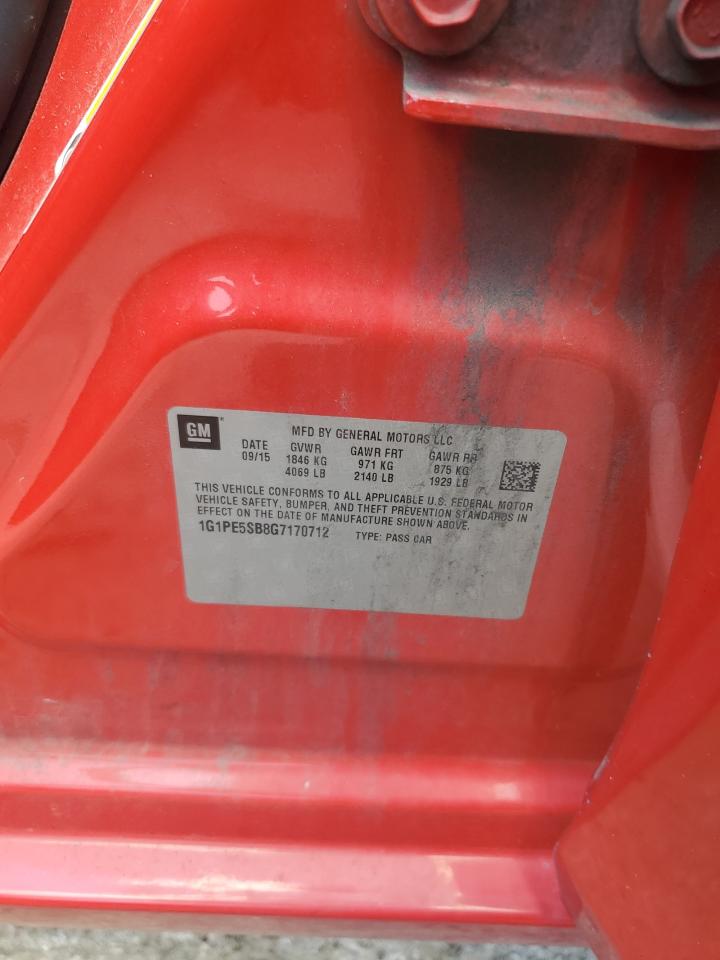 GM ® MFD BY GENERAL MOTORS LLC
DATE GVWR GAWR FRT GAWR RR
09/15 1846 KG 971 KG 875 KG
4069 LB 2140 LB 1929 LB
THIS VEHICLE CONFORMS TO ALL APPLICABLE U.S. FEDERAL MOTOR
VEHICLE SAFETY, BUMPER, AND THEFT PREVENTION STANDARDS IN
EFFECT ON THE DATE OF MANUFACTURE SHOWN ABOVE.
1G1PE5SB8G7170712 TYPE: PASS CAR